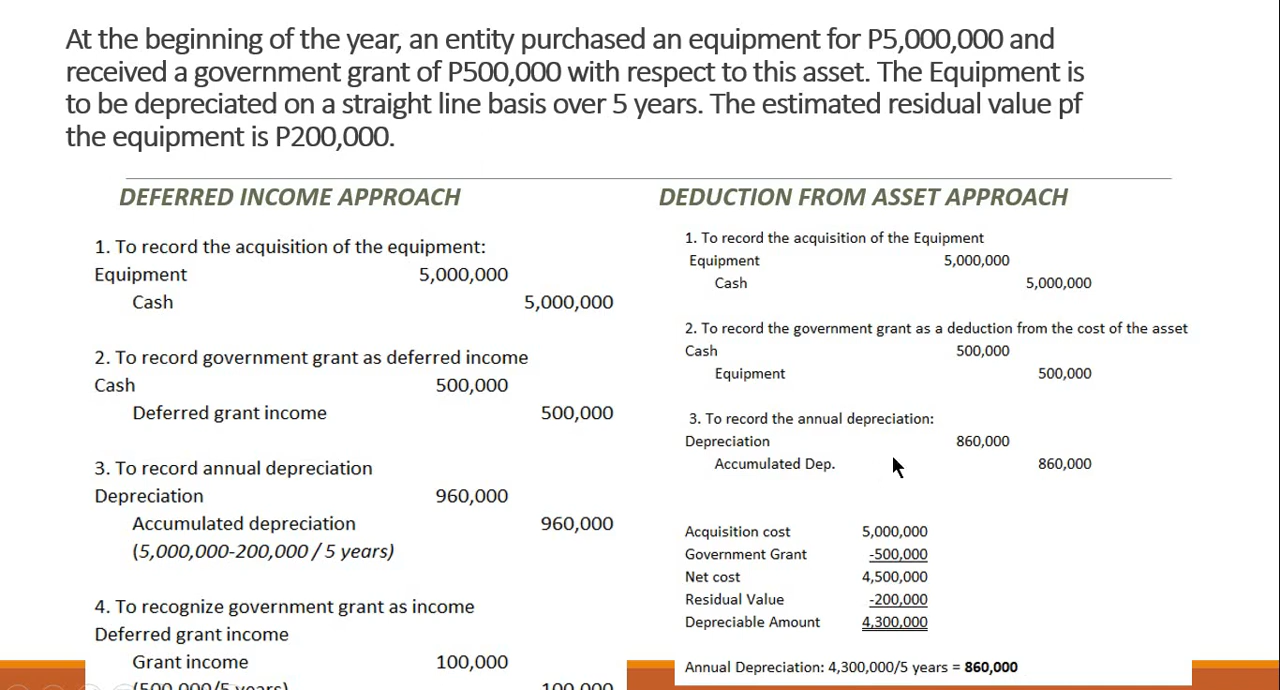 At the beginning of the year, an entity purchased an equipment for P5,000,000 and
received a government grant of P500,000 with respect to this asset. The Equipment is
to be depreciated on a straight line basis over 5 years. The estimated residual value pf
the equipment is P200,000.
DEFERRED INCOME APPROACH
1. To record the acquisition of the equipment:
Equipment 5,000,000
Cash 5,000,000
2. To record government grant as deferred income
Cash 500,000
Deferred grant income 500,000
3. To record annual depreciation
Depreciation 960,000
Accumulated depreciation 960,000
(5,000,000-200,000 / 5 years)
4. To recognize government grant as income
Deferred grant income
Grant income 100,000
(500,000/5 years) 100,000
DEDUCTION FROM ASSET APPROACH
1. To record the acquisition of the Equipment
Equipment 5,000,000
Cash 5,000,000
2. To record the government grant as a deduction from the cost of the asset
Cash 500,000
Equipment 500,000
3. To record the annual depreciation:
Depreciation 860,000
Accumulated Dep. 860,000
Acquisition cost 5,000,000
Government Grant -500,000
Net cost 4,500,000
Residual Value -200,000
Depreciable Amount 4,300,000
Annual Depreciation: 4,300,000/5 years = 860,000